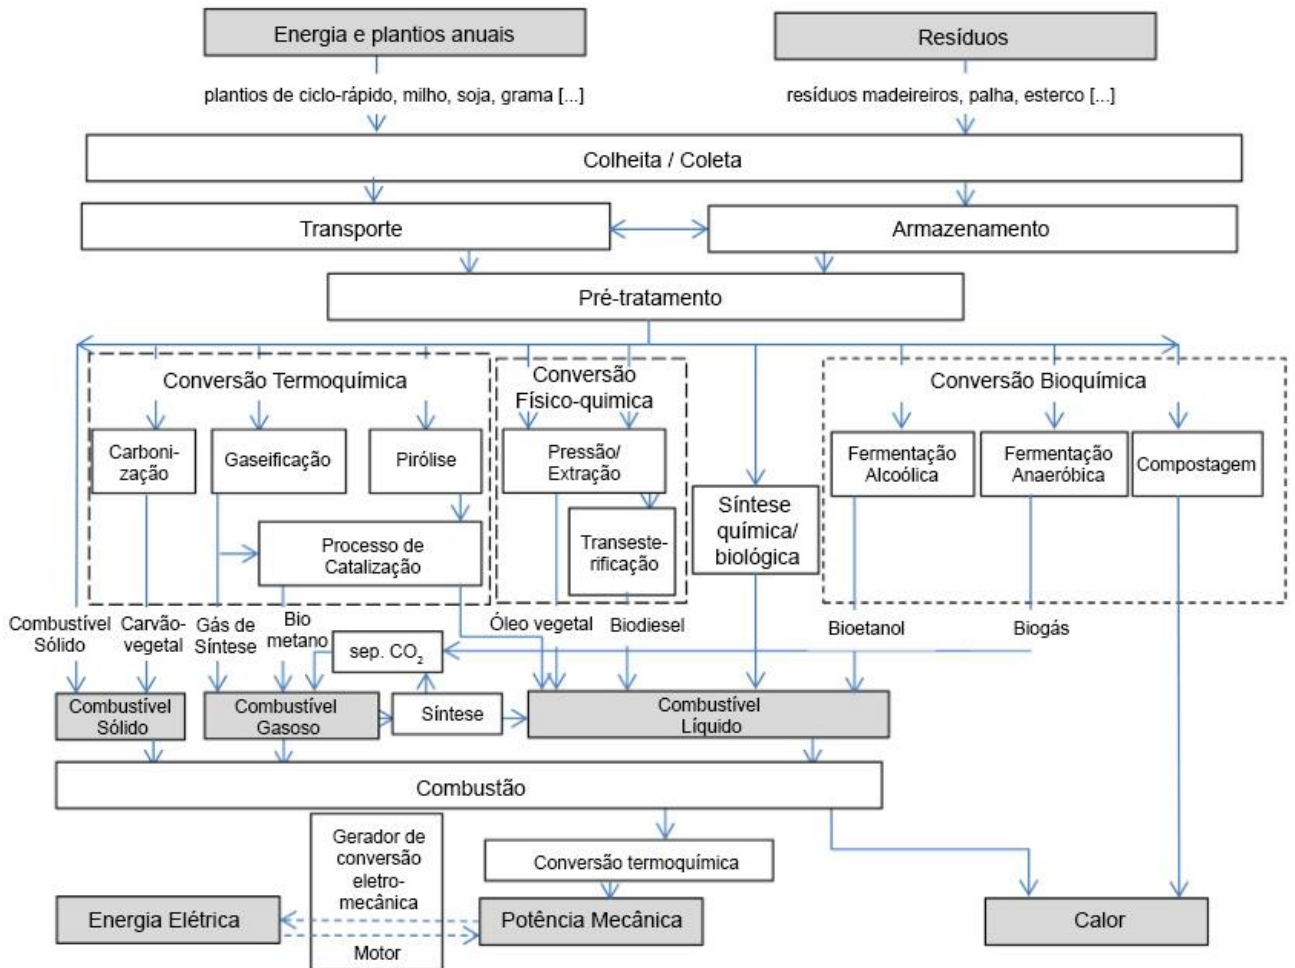 Energia e plantios anuais
Resíduos
plantios de ciclo-rápido, milho, soja, grama [...]
resíduos madeireiros, palha, esterco [...]
Colheita / Coleta
Transporte
Armazenamento
Pré-tratamento
Conversão Termoquímica
Conversão
Físico-quimica
Conversão Bioquímica
Carboni-
zação
Gaseificação
Pirólise
Pressão/
Extração
Fermentação
Alcoólica
Fermentação
Anaeróbica
Compostagem
Síntese
química/
biológica
Processo de
Catalização
Transeste-
rificação
Combustível
Sólido
Carvão-
vegetal
Gás de
Síntese
Bio
metano
Óleo vegetal
Biodiesel
Bioetanol
Biogás
sep. CO₂
Combustível
Sólido
Combustível
Gasoso
Síntese
Combustível
Líquido
Combustão
Gerador de
conversão
eletro-
mecânica
Conversão termoquímica
Energia Elétrica
Potência Mecânica
Calor
Motor